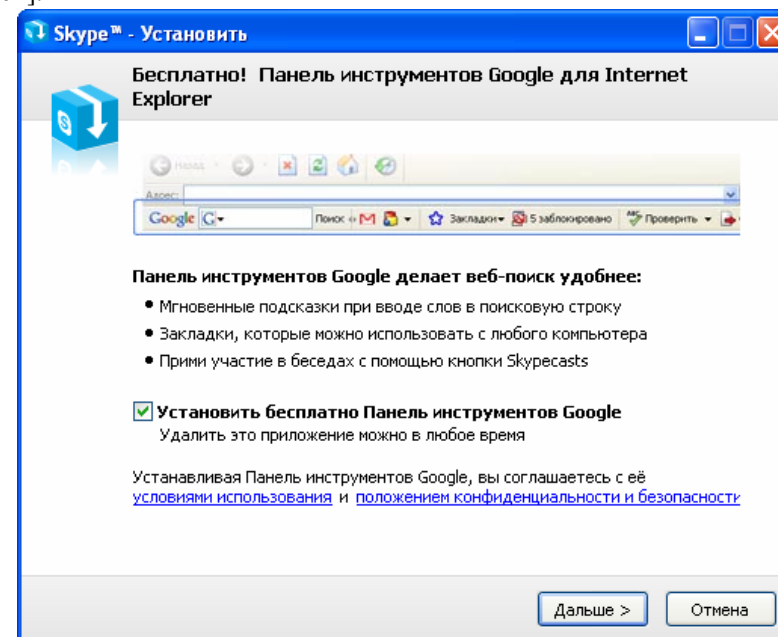 Skype™ - Установить
Бесплатно! Панель инструментов Google для Internet
Explorer
Назад
Адрес:
Google G Поиск Закладки 5 заблокировано Проверить
Панель инструментов Google делает веб-поиск удобнее:
• Мгновенные подсказки при вводе слов в поисковую строку
• Закладки, которые можно использовать с любого компьютера
• Прими участие в беседах с помощью кнопки Skypecasts
Установить бесплатно Панель инструментов Google
Удалить это приложение можно в любое время
Устанавливая Панель инструментов Google, вы соглашаетесь с её
условиями использования и положением конфиденциальности и безопасности
Дальше > Отмена